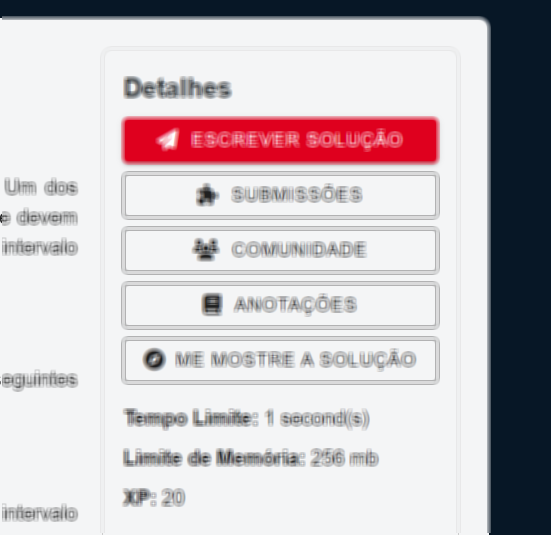 Detalhes
ESCREVER SOLUÇÃO
Um dos
SUBMISSÕES
e devem
intervalo
COMUNIDADE
ANOTAÇÕES
ME MOSTRE A SOLUÇÃO
eguintes
Tempo Limite: 1 second(s)
Limite de Memória: 256 mb
XP: 20
intervalo